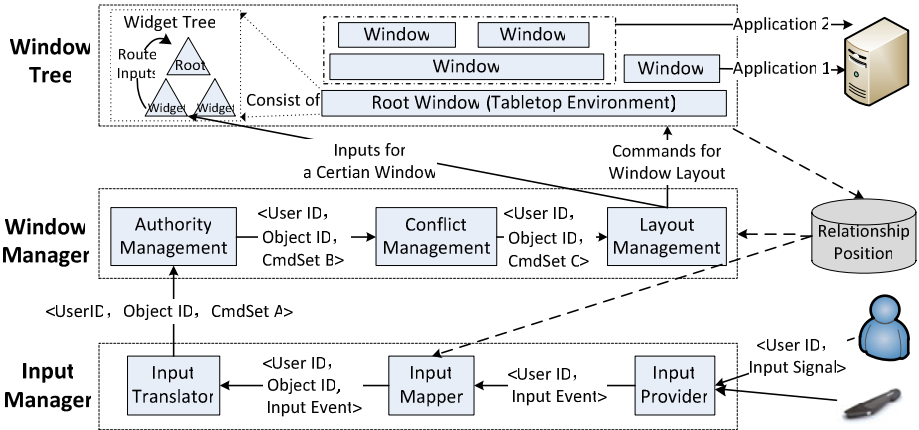 Window
Tree
Widget Tree
Route
Inputs
Root
Widget
Widget
Consist of
Window
Window
Window
Window
Root Window (Tabletop Environment)
Application 2
Application 1
Inputs for
a Certian Window
Commands for
Window Layout
Window
Manager
Authority
Management
<User ID,
Object ID,
CmdSet B>
Conflict
Management
<User ID,
Object ID,
CmdSet C>
Layout
Management
Relationship
Position
<UserID, Object ID, CmdSet A>
Input
Manager
Input
Translator
<User ID,
Object ID,
Input Event>
Input
Mapper
<User ID,
Input Event>
Input
Provider
<User ID,
Input Signal>